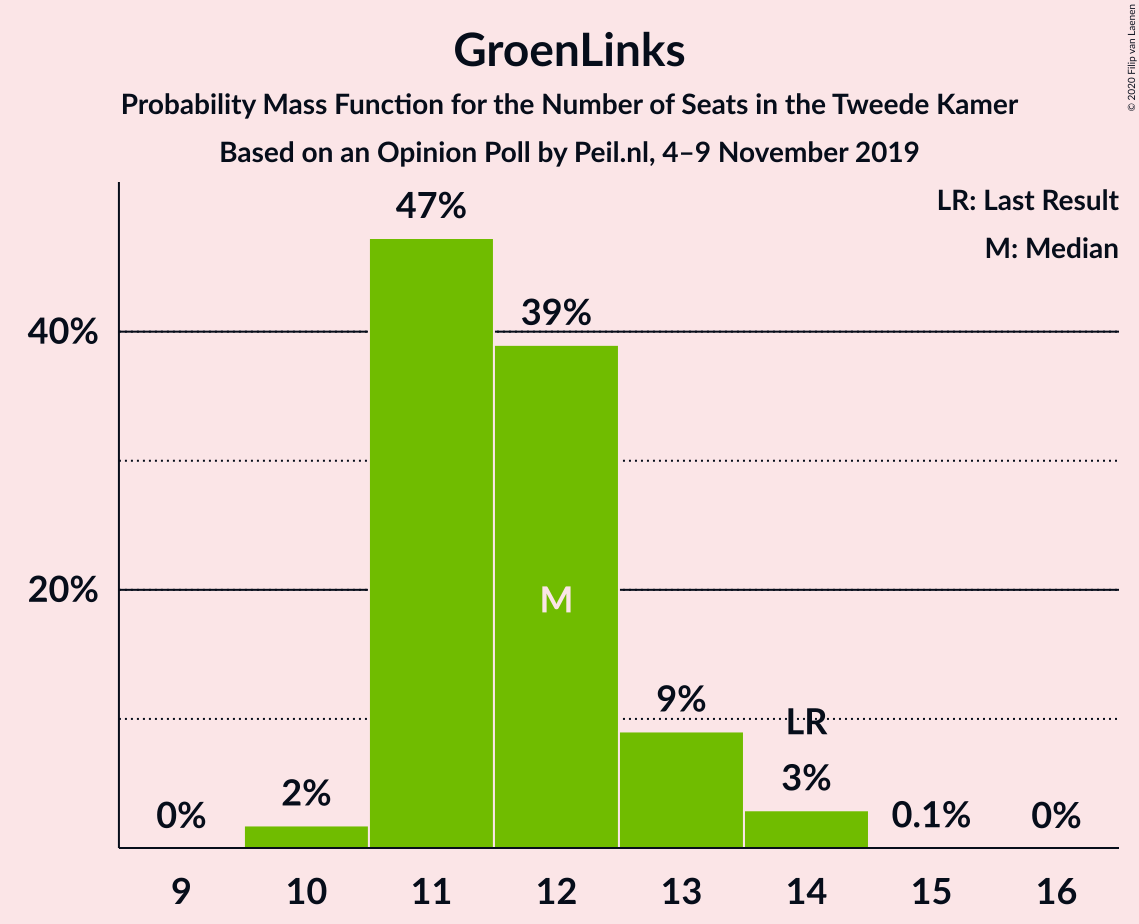 GroenLinks
Probability Mass Function for the Number of Seats in the Tweede Kamer
Based on an Opinion Poll by Peil.nl, 4–9 November 2019
© 2020 Filip van Laenen
LR: Last Result
M: Median
47%
39%
40%
20%
M
9%
LR
3%
2%
0%
0.1%
0%
9 10 11 12 13 14 15 16